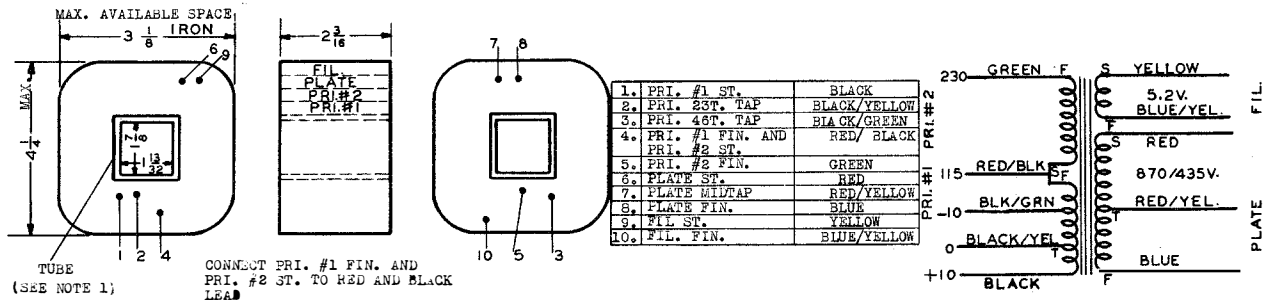 MAX. AVAILABLE SPACE
3 1/8 IRON
2 3/16
6 9
7 8
4 1/4 MAX.
FIL.
PLATE
PRI.#2
PRI.#1
7/8
1 13/32
1 2 4
10 5 3
TUBE
(SEE NOTE 1)
CONNECT PRI. #1 FIN. AND
PRI. #2 ST. TO RED AND BLACK
LEAD
1. PRI. #1 ST. BLACK
2. PRI. 23T. TAP BLACK/YELLOW
3. PRI. 46T. TAP BLACK/GREEN
4. PRI. #1 FIN. AND RED/ BLACK
PRI. #2 ST.
5. PRI. #2 FIN. GREEN
6. PLATE ST. RED
7. PLATE MIDTAP RED/YELLOW
8. PLATE FIN. BLUE
9. FIL ST. YELLOW
10. FIL. FIN. BLUE/YELLOW
PRI.#2
PRI.#1
230 GREEN F
115 RED/BLK S F
-10 BLK/GRN
0 BLACK/YEL T
+10 BLACK
S YELLOW
5.2V.
BLUE/YEL.
F
S RED
870/435V.
RED/YEL.
T
BLUE
F
FIL.
PLATE